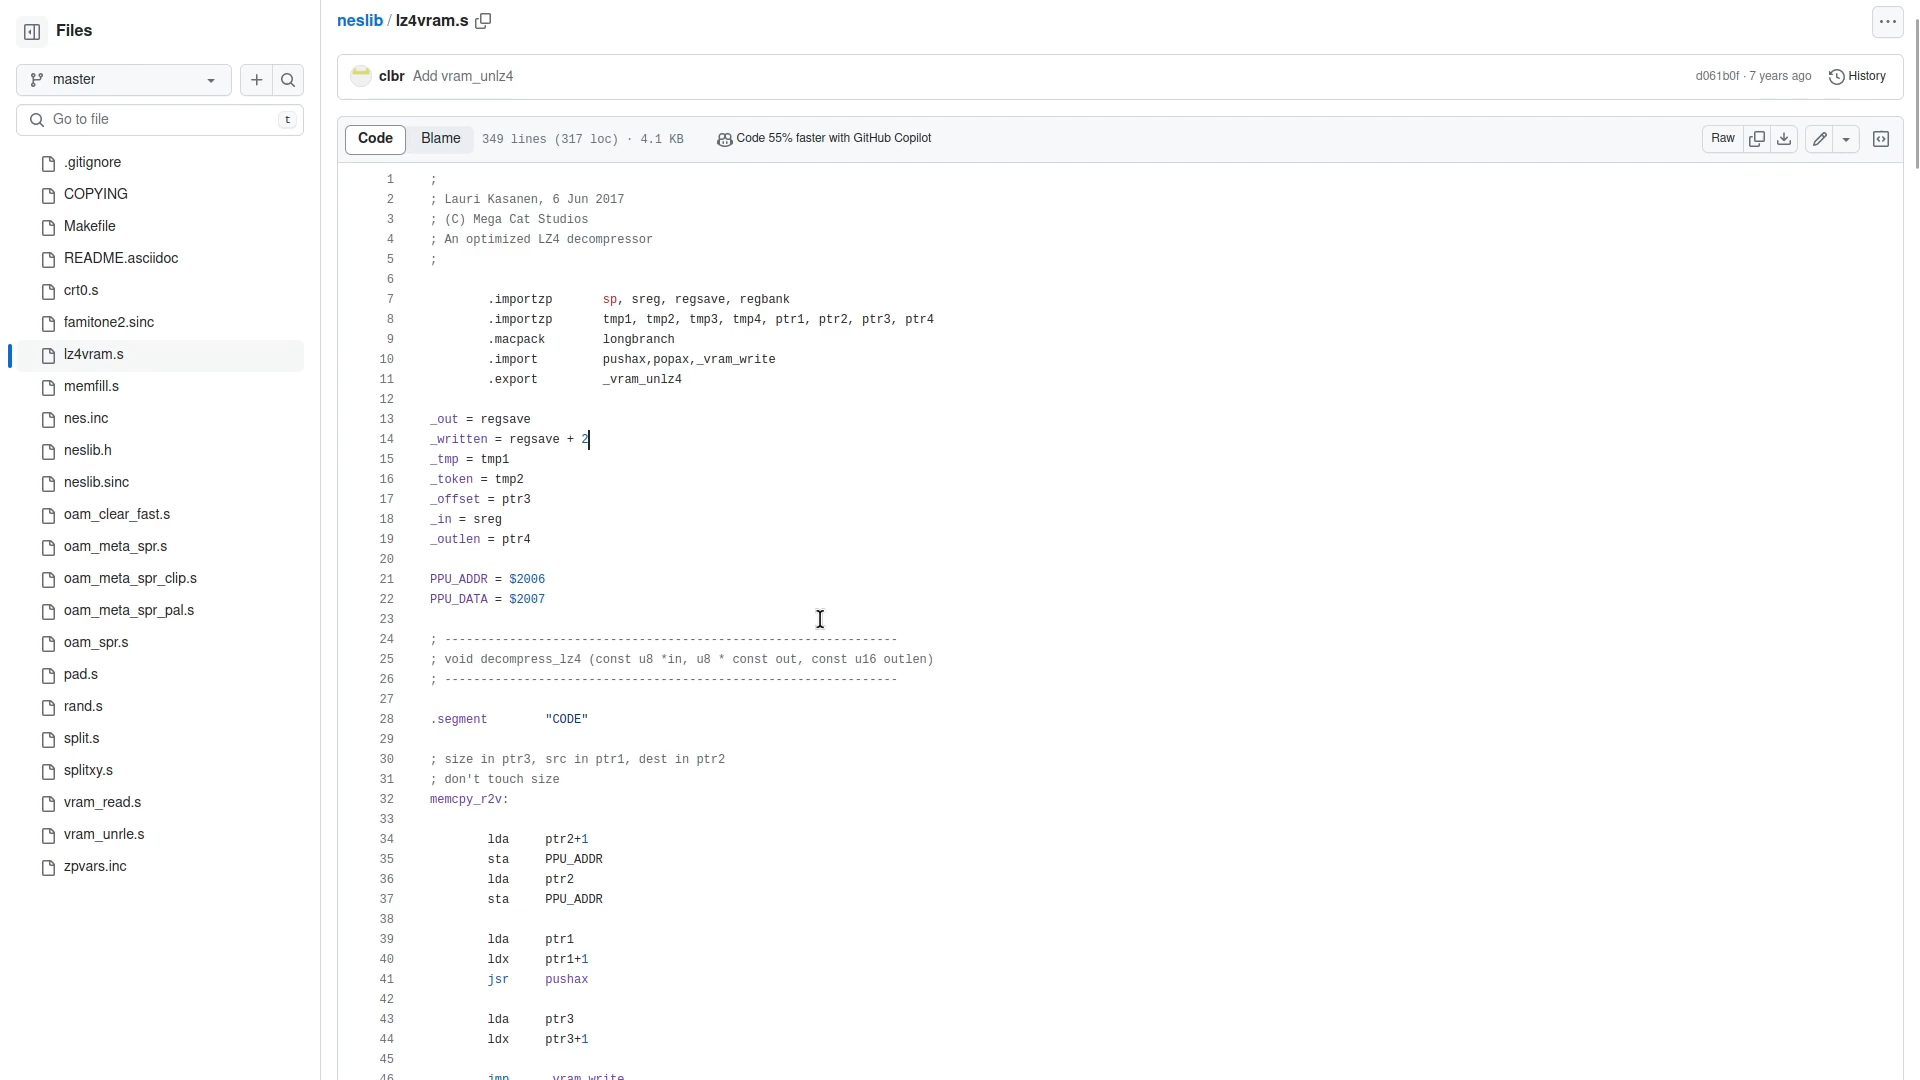 Files
master
Go to file
t
.gitignore
COPYING
Makefile
README.asciidoc
crt0.s
famitone2.sinc
lz4vram.s
memfill.s
nes.inc
neslib.h
neslib.sinc
oam_clear_fast.s
oam_meta_spr.s
oam_meta_spr_clip.s
oam_meta_spr_pal.s
oam_spr.s
pad.s
rand.s
split.s
splitxy.s
vram_read.s
vram_unrle.s
zpvars.inc
neslib / lz4vram.s
clbr Add vram_unlz4
d061b0f · 7 years ago History
Code Blame 349 lines (317 loc) · 4.1 KB Code 55% faster with GitHub Copilot Raw
1 ;
2 ; Lauri Kasanen, 6 Jun 2017
3 ; (C) Mega Cat Studios
4 ; An optimized LZ4 decompressor
5 ;
6
7 .importzp sp, sreg, regsave, regbank
8 .importzp tmp1, tmp2, tmp3, tmp4, ptr1, ptr2, ptr3, ptr4
9 .macpack longbranch
10 .import pushax,popax,_vram_write
11 .export _vram_unlz4
12
13 _out = regsave
14 _written = regsave + 2
15 _tmp = tmp1
16 _token = tmp2
17 _offset = ptr3
18 _in = sreg
19 _outlen = ptr4
20
21 PPU_ADDR = $2006
22 PPU_DATA = $2007
23
24 ; ---------------------------------------------------------------
25 ; void decompress_lz4 (const u8 *in, u8 * const out, const u16 outlen)
26 ; ---------------------------------------------------------------
27
28 .segment "CODE"
29
30 ; size in ptr3, src in ptr1, dest in ptr2
31 ; don't touch size
32 memcpy_r2v:
33
34 lda ptr2+1
35 sta PPU_ADDR
36 lda ptr2
37 sta PPU_ADDR
38
39 lda ptr1
40 ldx ptr1+1
41 jsr pushax
42
43 lda ptr3
44 ldx ptr3+1
45
46 jmp _vram_write